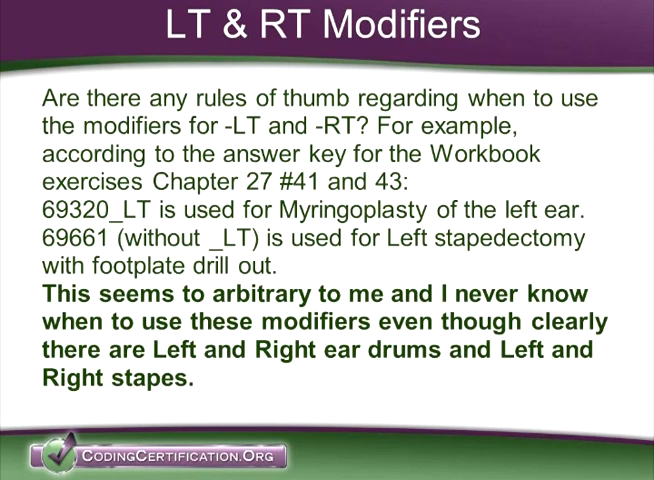 LT & RT Modifiers
Are there any rules of thumb regarding when to use
the modifiers for -LT and -RT? For example,
according to the answer key for the Workbook
exercises Chapter 27 #41 and 43:
69320_LT is used for Myringoplasty of the left ear.
69661 (without _LT) is used for Left stapedectomy
with footplate drill out.
This seems to arbitrary to me and I never know
when to use these modifiers even though clearly
there are Left and Right ear drums and Left and
Right stapes.
CODINGCERTIFICATION.ORG